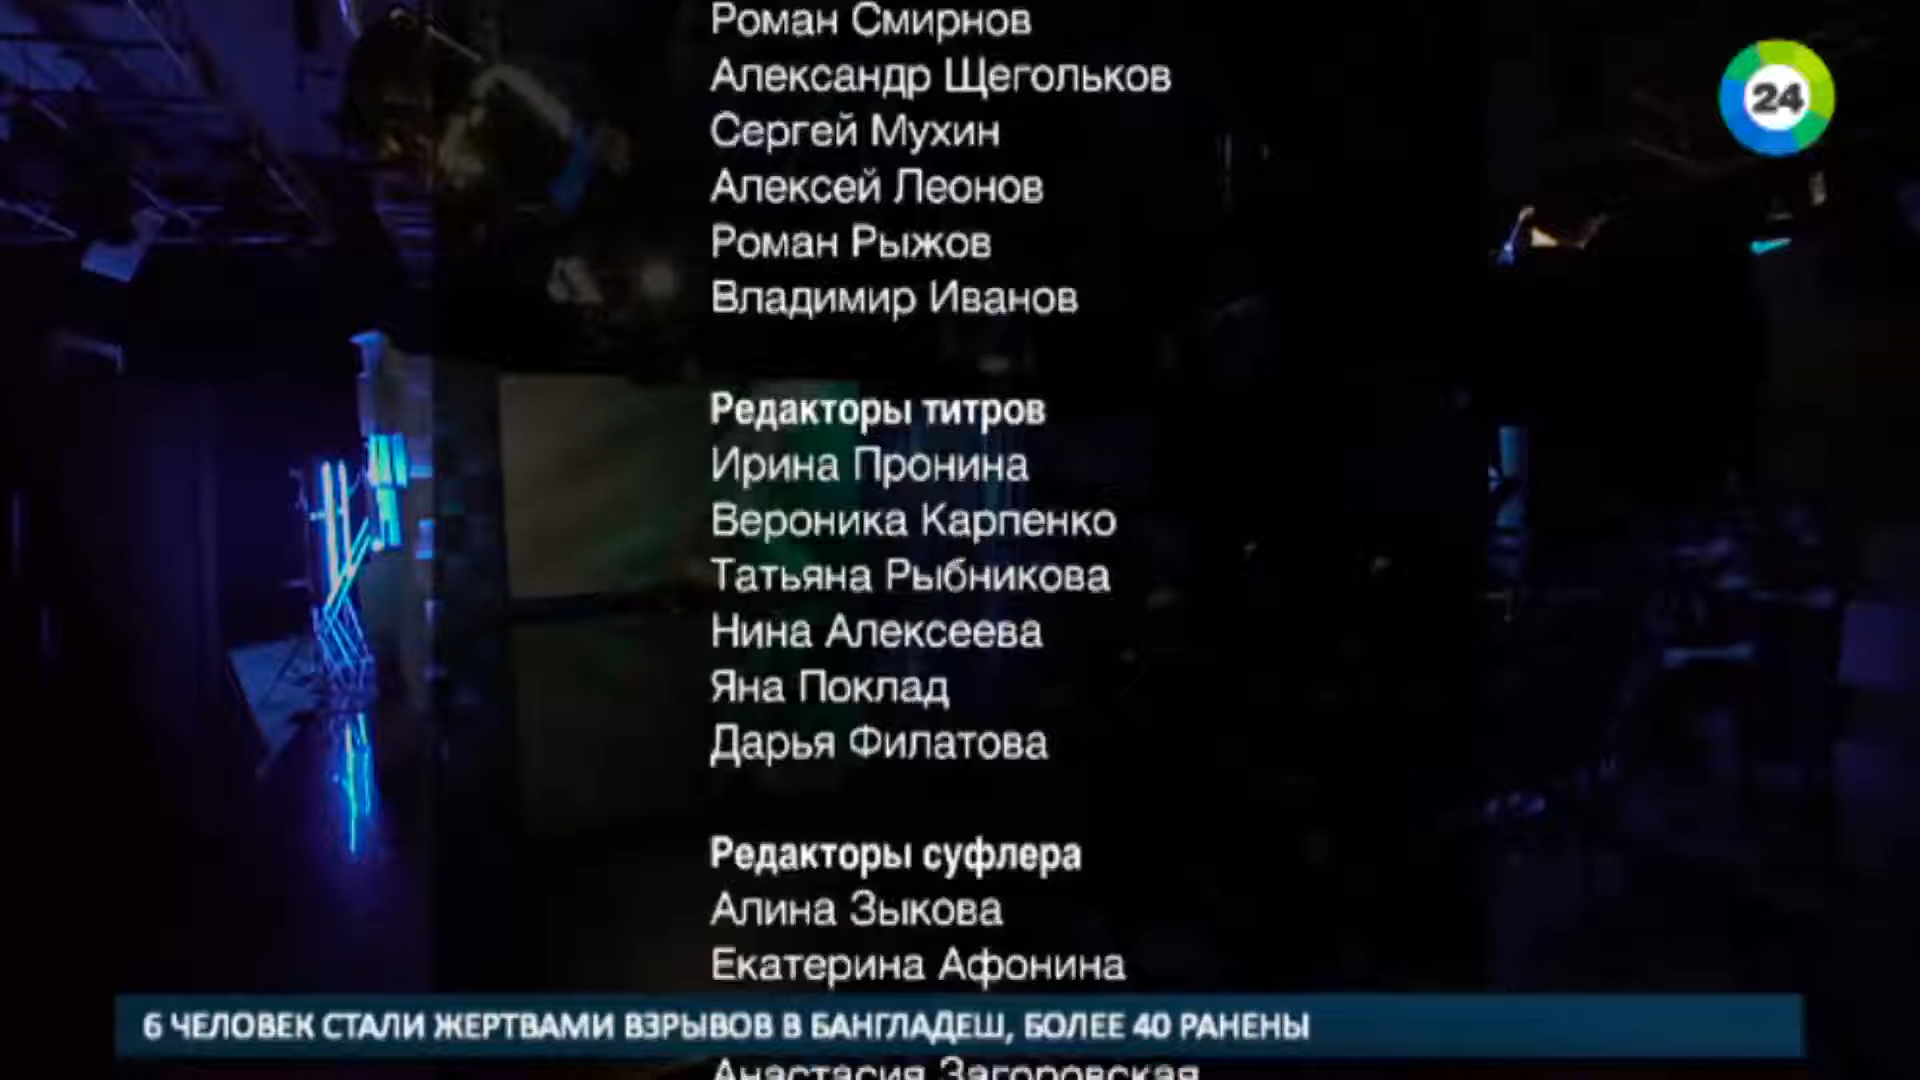 Роман Смирнов
24
Александр Щегольков
Сергей Мухин
Алексей Леонов
Роман Рыжов
Владимир Иванов
Редакторы титров
Ирина Пронина
Вероника Карпенко
Татьяна Рыбникова
Нина Алексеева
Яна Поклад
Дарья Филатова
Редакторы суфлера
Алина Зыкова
Екатерина Афонина
6 ЧЕЛОВЕК СТАЛИ ЖЕРТВАМИ ВЗРЫВОВ В БАНГЛАДЕШ, БОЛЕЕ 40 РАНЕНЫ
Анастасия Загоровская